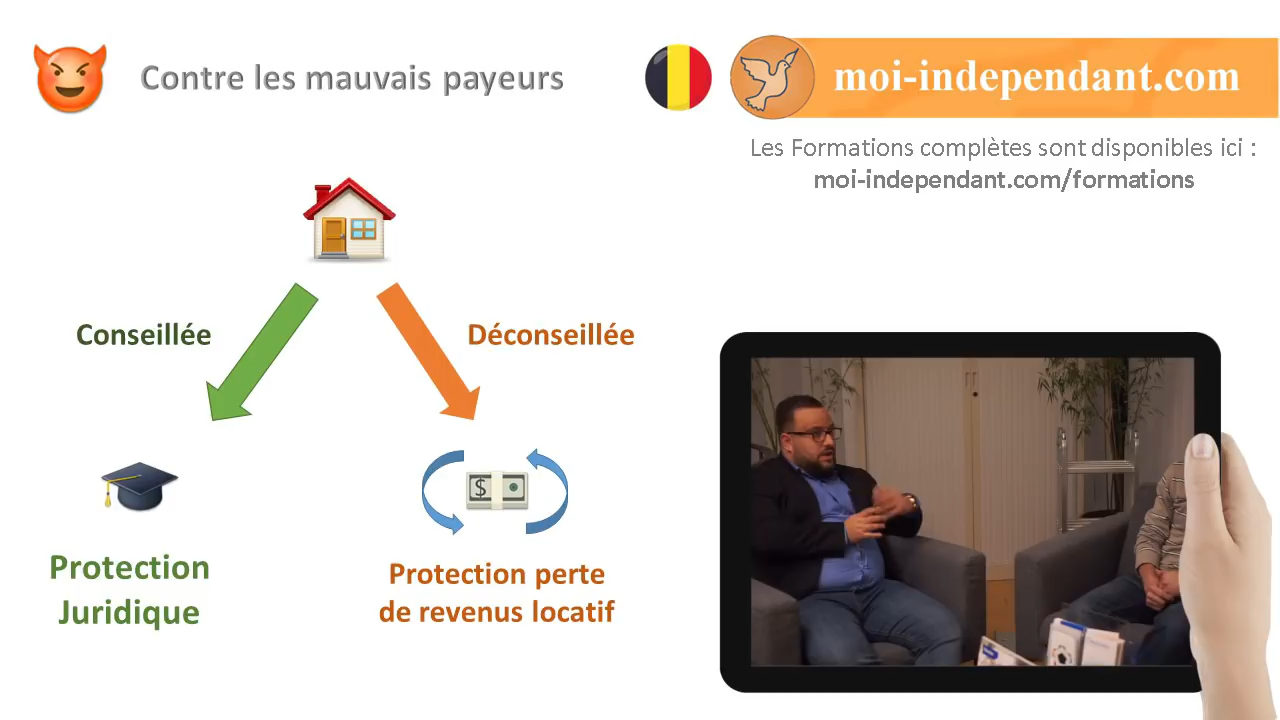 Contre les mauvais payeurs
moi-independant.com
Les Formations complètes sont disponibles ici :
moi-independant.com/formations
Conseillée
Déconseillée
$
Protection
Juridique
Protection perte
de revenus locatif